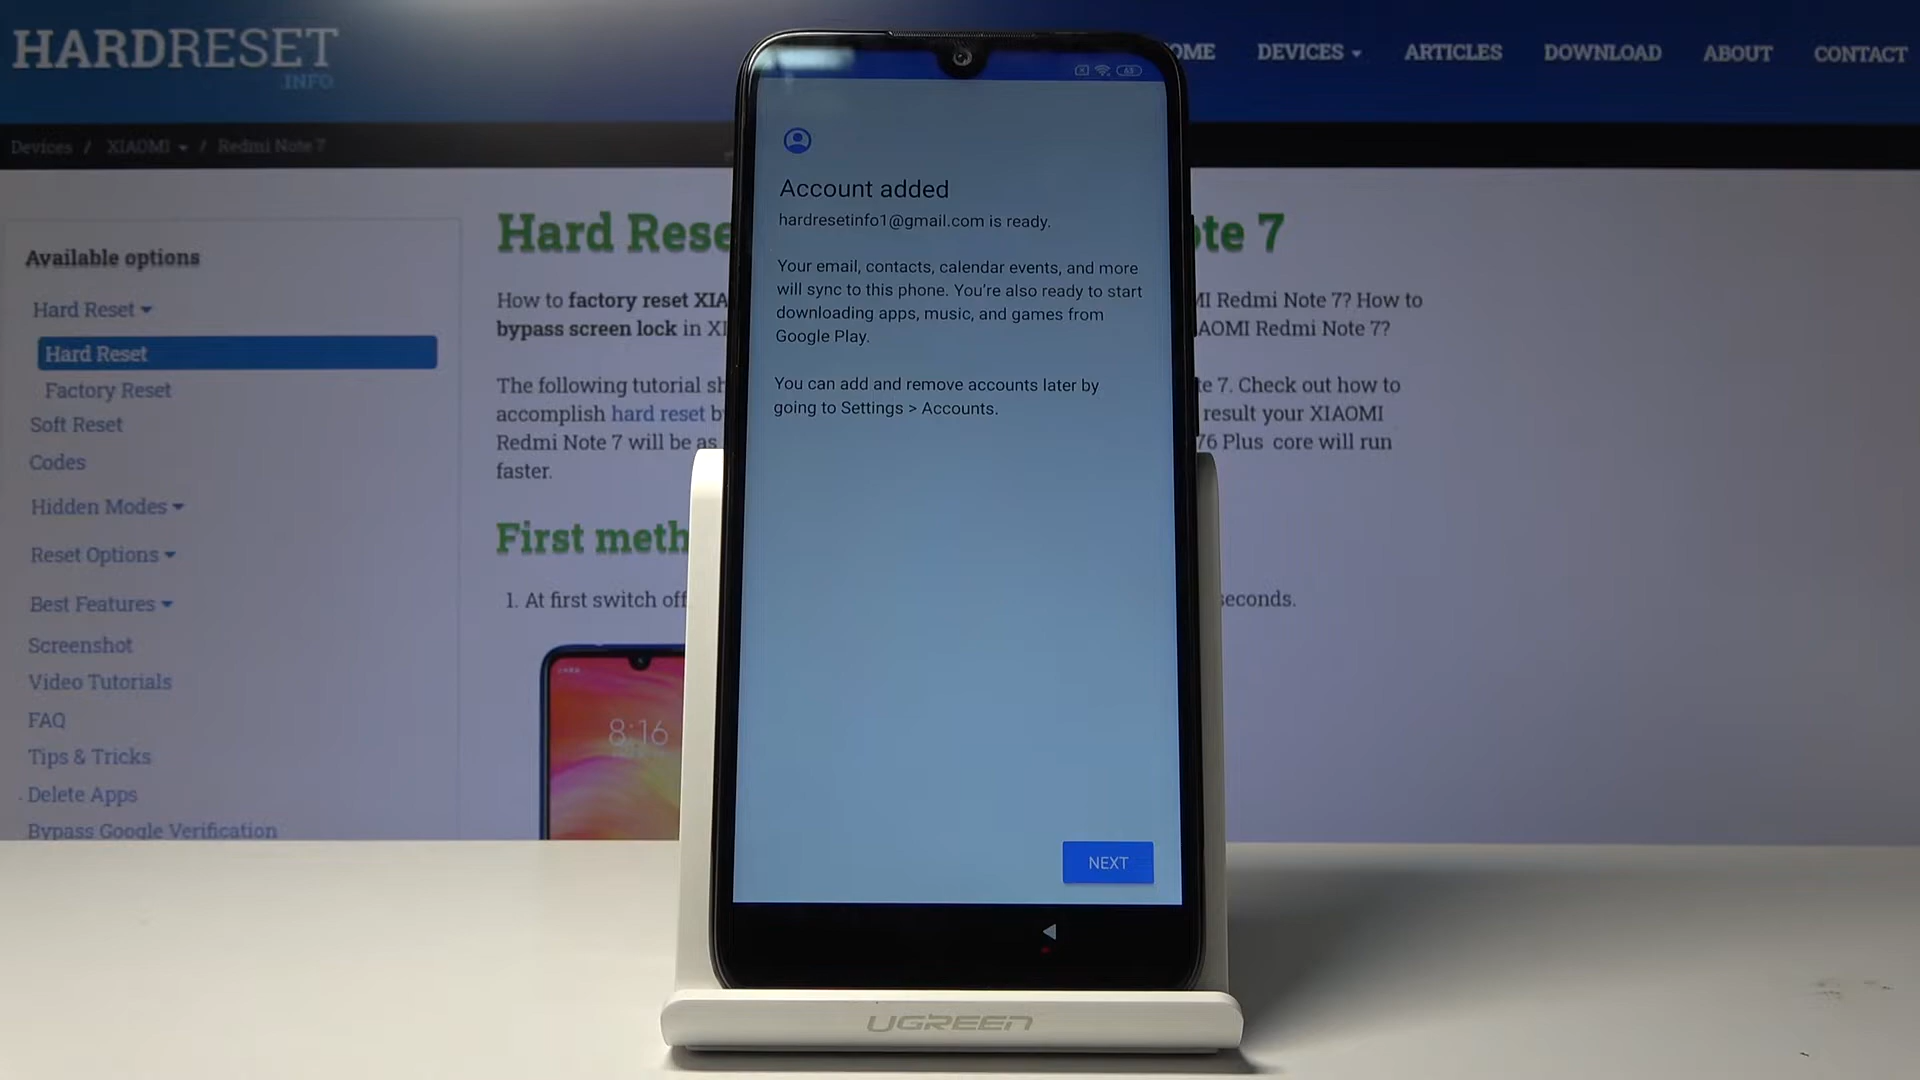 HARDRESET
.INFO
OME
DEVICES
ARTICLES
DOWNLOAD
ABOUT
CONTACT
Devices / XIAOMI / Redmi Note 7
Available options
Hard Reset
Hard Reset
Factory Reset
Soft Reset
Codes
Hidden Modes
Reset Options
Best Features
Screenshot
Video Tutorials
FAQ
Tips & Tricks
Delete Apps
Bypass Google Verification
Hard Rese
te 7
How to factory reset XIA
MI Redmi Note 7? How to
bypass screen lock in XI
AOMI Redmi Note 7?
The following tutorial sh
te 7. Check out how to
accomplish hard reset b
result your XIAOMI
Redmi Note 7 will be as
76 Plus core will run
faster.
First meth
1. At first switch off
seconds.
8:16
63
Account added
hardresetinfo1@gmail.com is ready.
Your email, contacts, calendar events, and more
will sync to this phone. You're also ready to start
downloading apps, music, and games from
Google Play.
You can add and remove accounts later by
going to Settings > Accounts.
NEXT
UGREEN